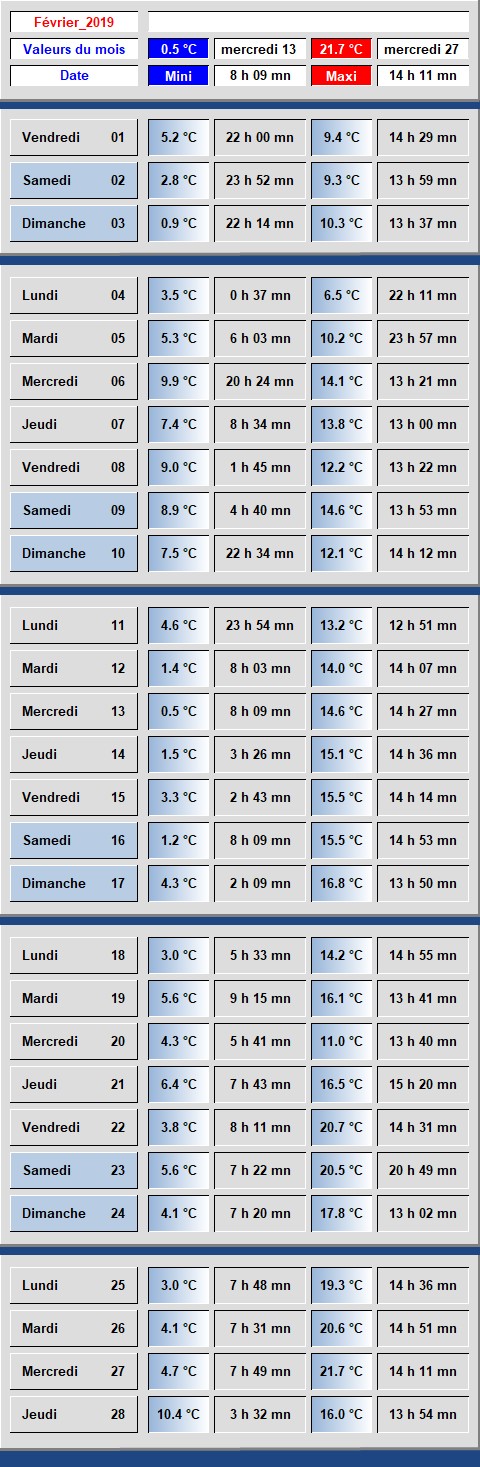 Février_2019
Valeurs du mois 0.5 °C mercredi 13 21.7 °C mercredi 27
Date Mini 8 h 09 mn Maxi 14 h 11 mn
Vendredi 01 5.2 °C 22 h 00 mn 9.4 °C 14 h 29 mn
Samedi 02 2.8 °C 23 h 52 mn 9.3 °C 13 h 59 mn
Dimanche 03 0.9 °C 22 h 14 mn 10.3 °C 13 h 37 mn
Lundi 04 3.5 °C 0 h 37 mn 6.5 °C 22 h 11 mn
Mardi 05 5.3 °C 6 h 03 mn 10.2 °C 23 h 57 mn
Mercredi 06 9.9 °C 20 h 24 mn 14.1 °C 13 h 21 mn
Jeudi 07 7.4 °C 8 h 34 mn 13.8 °C 13 h 00 mn
Vendredi 08 9.0 °C 1 h 45 mn 12.2 °C 13 h 22 mn
Samedi 09 8.9 °C 4 h 40 mn 14.6 °C 13 h 53 mn
Dimanche 10 7.5 °C 22 h 34 mn 12.1 °C 14 h 12 mn
Lundi 11 4.6 °C 23 h 54 mn 13.2 °C 12 h 51 mn
Mardi 12 1.4 °C 8 h 03 mn 14.0 °C 14 h 07 mn
Mercredi 13 0.5 °C 8 h 09 mn 14.6 °C 14 h 27 mn
Jeudi 14 1.5 °C 3 h 26 mn 15.1 °C 14 h 36 mn
Vendredi 15 3.3 °C 2 h 43 mn 15.5 °C 14 h 14 mn
Samedi 16 1.2 °C 8 h 09 mn 15.5 °C 14 h 53 mn
Dimanche 17 4.3 °C 2 h 09 mn 16.8 °C 13 h 50 mn
Lundi 18 3.0 °C 5 h 33 mn 14.2 °C 14 h 55 mn
Mardi 19 5.6 °C 9 h 15 mn 16.1 °C 13 h 41 mn
Mercredi 20 4.3 °C 5 h 41 mn 11.0 °C 13 h 40 mn
Jeudi 21 6.4 °C 7 h 43 mn 16.5 °C 15 h 20 mn
Vendredi 22 3.8 °C 8 h 11 mn 20.7 °C 14 h 31 mn
Samedi 23 5.6 °C 7 h 22 mn 20.5 °C 20 h 49 mn
Dimanche 24 4.1 °C 7 h 20 mn 17.8 °C 13 h 02 mn
Lundi 25 3.0 °C 7 h 48 mn 19.3 °C 14 h 36 mn
Mardi 26 4.1 °C 7 h 31 mn 20.6 °C 14 h 51 mn
Mercredi 27 4.7 °C 7 h 49 mn 21.7 °C 14 h 11 mn
Jeudi 28 10.4 °C 3 h 32 mn 16.0 °C 13 h 54 mn